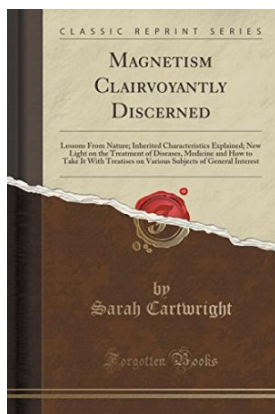 CLASSIC REPRINT SERIES
MAGNETISM
CLAIRVOYANTLY
DISCERNED
Lessons From Nature; Inherited Characteristics Explained; New
Light on the Treatment of Diseases, Medicine and How to
Take It With Treatises on Various Subjects of General Interest
by
Sarah Cartwright
Forgotten Books